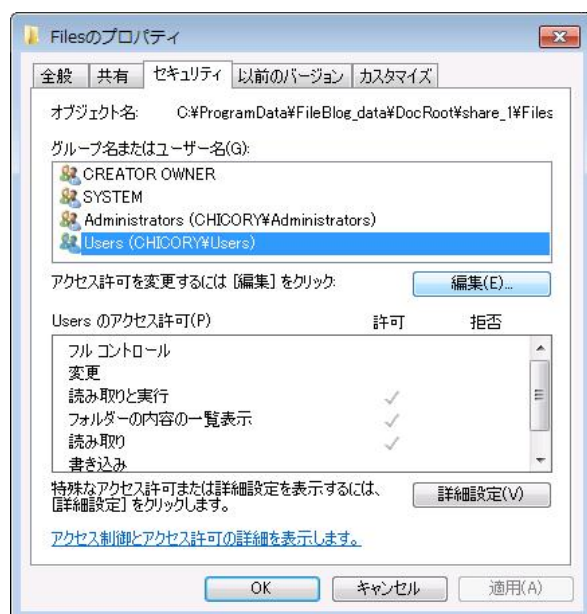 Filesのプロパティ
全般 共有 セキュリティ 以前のバージョン カスタマイズ
オブジェクト名: C:¥ProgramData¥FileBlog_data¥DocRoot¥share_1¥Files
グループ名またはユーザー名(G):
CREATOR OWNER
SYSTEM
Administrators (CHICORY¥Administrators)
Users (CHICORY¥Users)
アクセス許可を変更するには [編集] をクリック: 編集(E)...
Users のアクセス許可(P) 許可 拒否
フル コントロール
変更
読み取りと実行
フォルダーの内容の一覧表示
読み取り
書き込み
特殊なアクセス許可または詳細設定を表示するには、
[詳細設定] をクリックします。 詳細設定(V)
アクセス制御とアクセス許可の詳細を表示します。
OK キャンセル 適用(A)